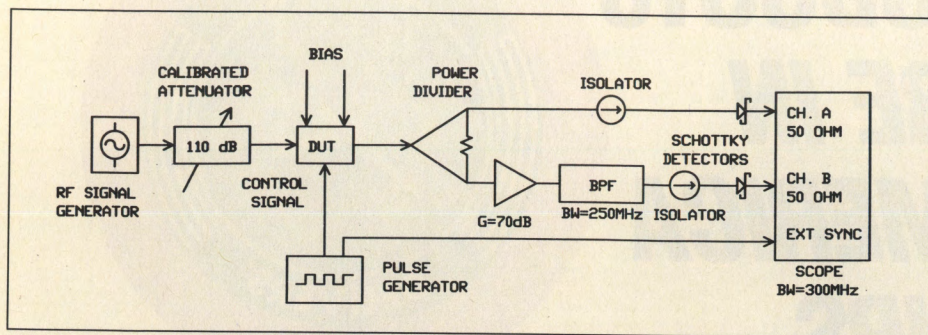 BIAS
CALIBRATED
ATTENUATOR
POWER
DIVIDER
ISOLATOR
CH. A
50 OHM
110 dB
DUT
SCHOTTKY
DETECTORS
RF SIGNAL
GENERATOR
CONTROL
SIGNAL
BPF
CH. B
50 OHM
G=70dB
BW=250MHz
ISOLATOR
EXT SYNC
PULSE
GENERATOR
SCOPE
BW=300MHz